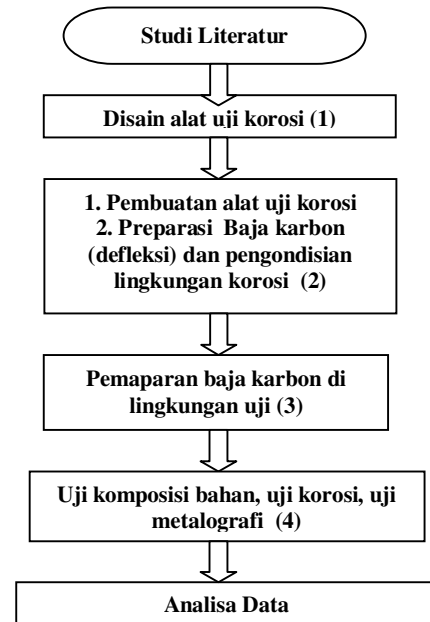 Studi Literatur
Disain alat uji korosi (1)
1. Pembuatan alat uji korosi
2. Preparasi Baja karbon
(defleksi) dan pengondisian
lingkungan korosi (2)
Pemaparan baja karbon di
lingkungan uji (3)
Uji komposisi bahan, uji korosi, uji
metalografi (4)
Analisa Data